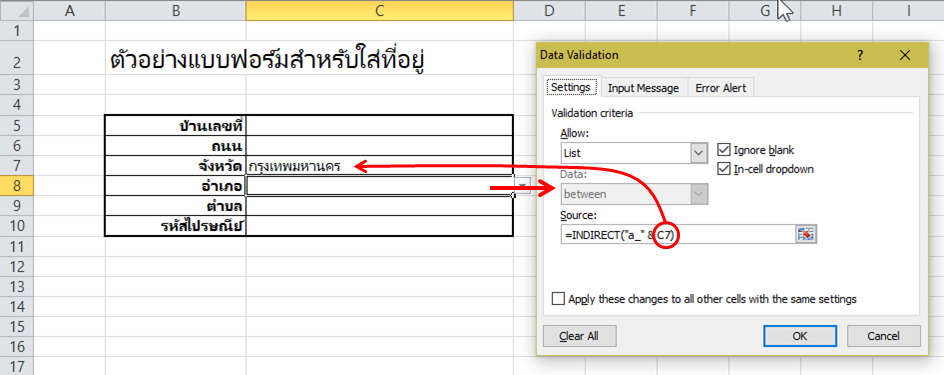 A B C D E F G H I
1
2 ตัวอย่างแบบฟอร์มสำหรับใส่ที่อยู่
3
4
5 บ้านเลขที่
6 ถนน
7 จังหวัด กรุงเทพมหานคร
8 อำเภอ
9 ตำบล
10 รหัสไปรษณีย์
11
12
13
14
15
16
17
Data Validation ?
Settings Input Message Error Alert
Validation criteria
Allow:
List Ignore blank
Data: In-cell dropdown
between
Source:
=INDIRECT("a_" & C7)
Apply these changes to all other cells with the same settings
Clear All OK Cancel